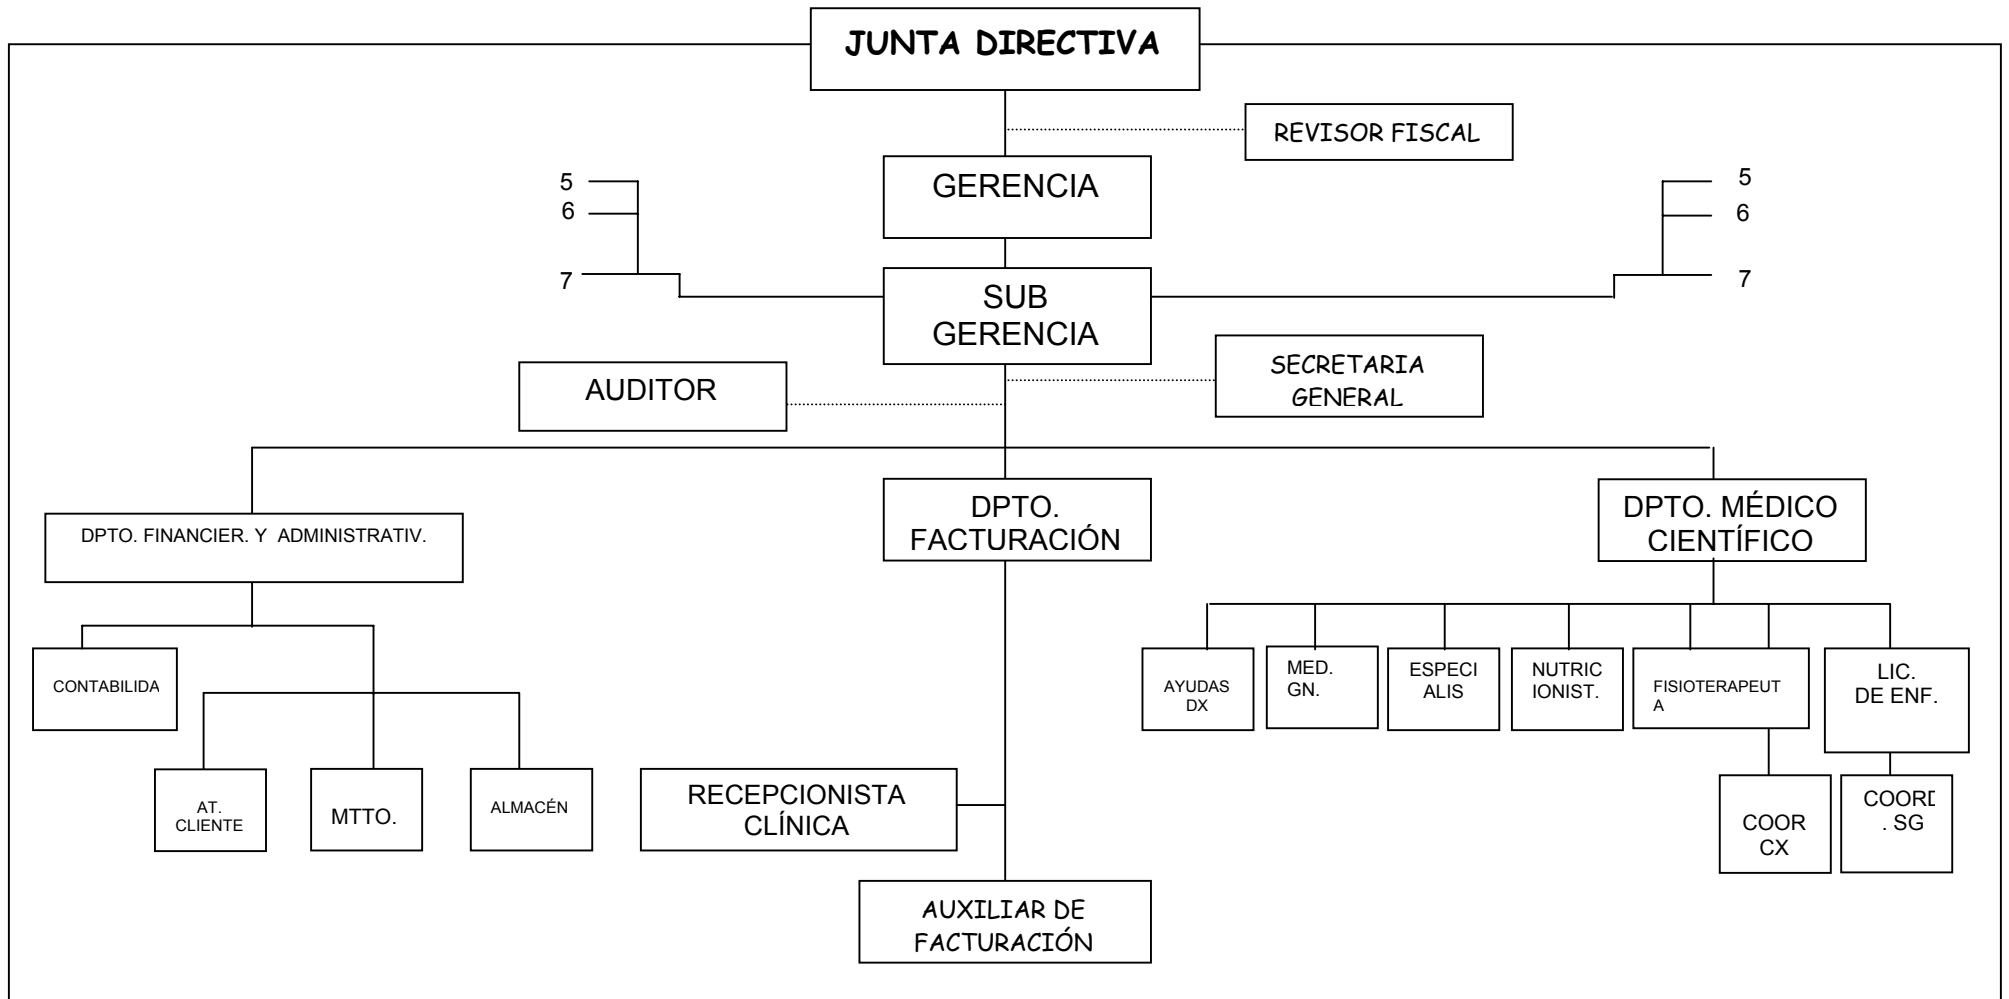 JUNTA DIRECTIVA
REVISOR FISCAL
GERENCIA
5
6
7
5
6
7
SUB
GERENCIA
SECRETARIA
GENERAL
AUDITOR
DPTO. FINANCIER. Y ADMINISTRATIV.
DPTO.
FACTURACIÓN
DPTO. MÉDICO
CIENTÍFICO
CONTABILIDA
AYUDAS
DX
MED.
GN.
ESPECI
ALIS
NUTRIC
IONIST.
FISIOTERAPEUT
A
LIC.
DE ENF.
AT.
CLIENTE
MTTO.
ALMACÉN
RECEPCIONISTA
CLÍNICA
COOR
CX
COORD
. SG
AUXILIAR DE
FACTURACIÓN